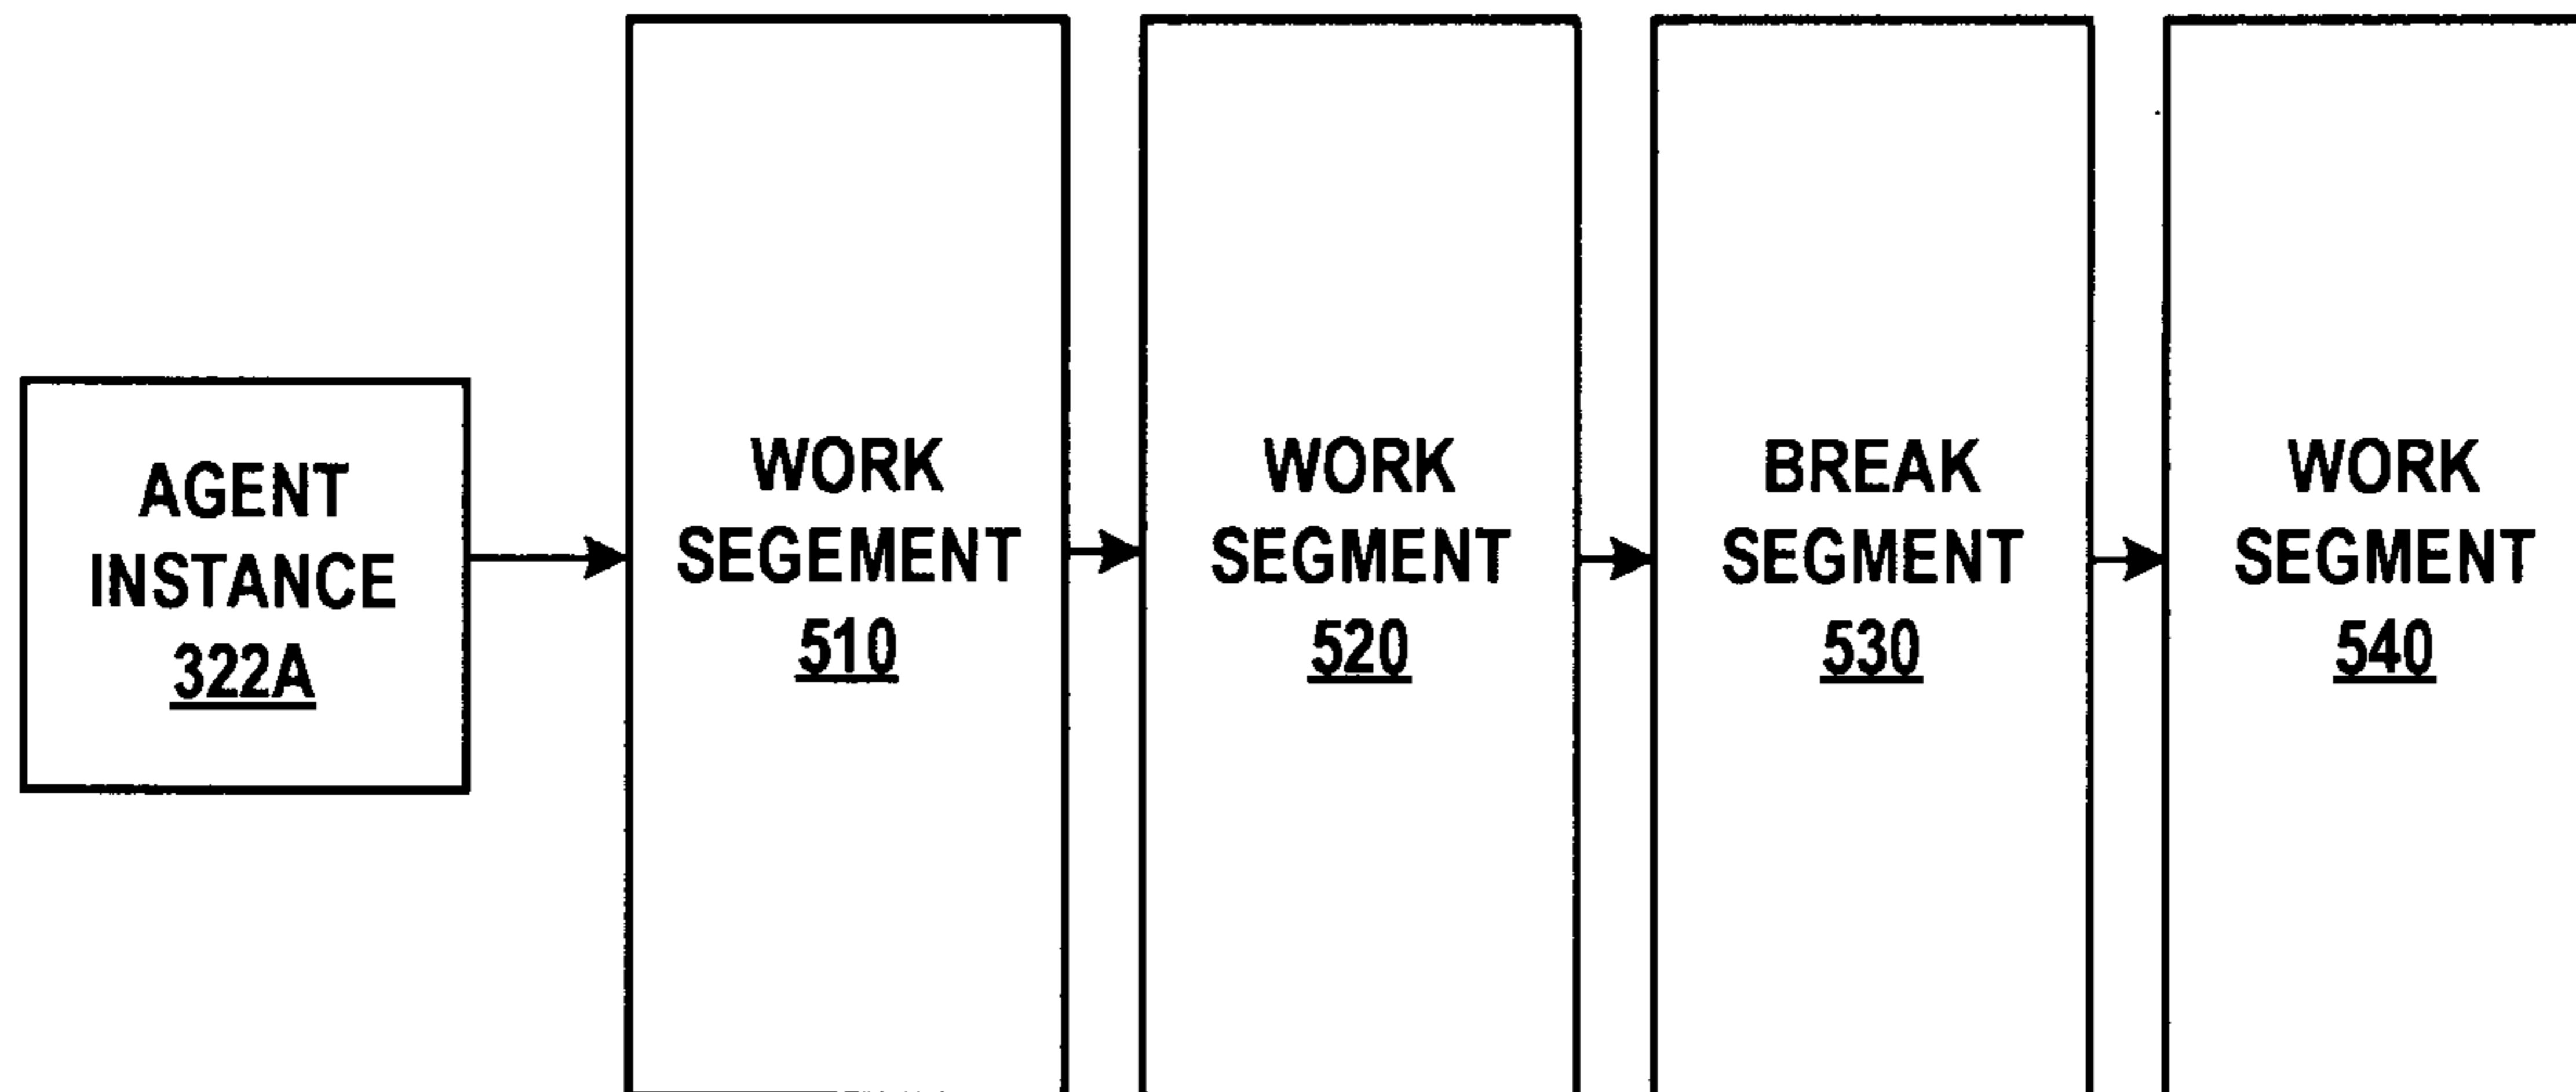 AGENT
INSTANCE
322A
WORK
SEGEMENT
510
WORK
SEGMENT
520
BREAK
SEGMENT
530
WORK
SEGMENT
540